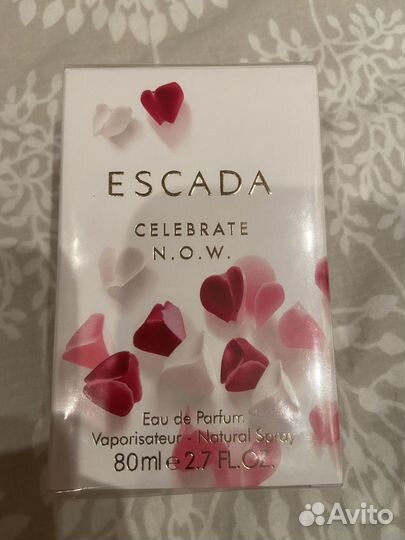 ESCADA
CELEBRATE
N.O.W.
Eau de Parfum
Vaporisateur - Natural Spray
80ml e 2.7 FL.OZ.
Avito